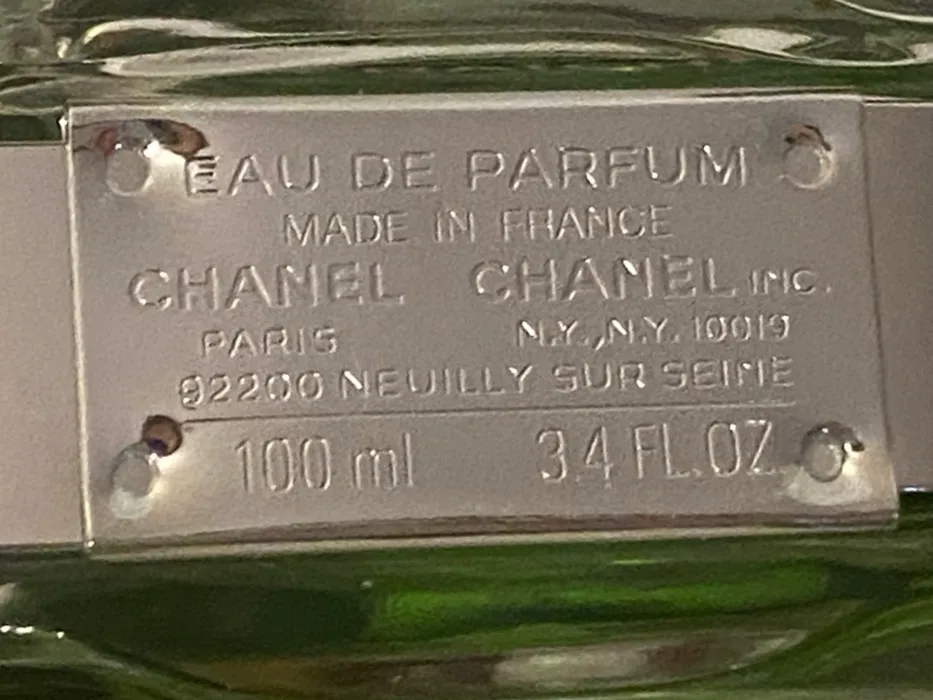 EAU DE PARFUM
MADE IN FRANCE
CHANEL CHANEL INC.
PARIS N.Y., N.Y. 10019
92200 NEUILLY SUR SEINE
100 ml 3.4 FL.OZ.